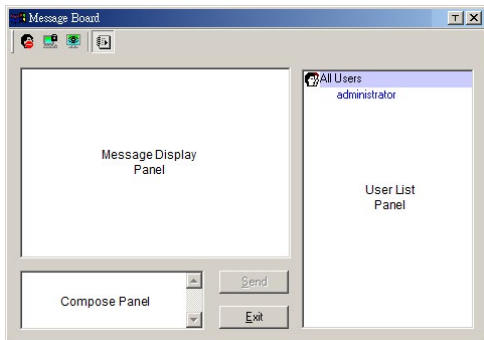 Message Board
T X
All Users
administrator
Message Display
Panel
User List
Panel
Compose Panel
Send
Exit